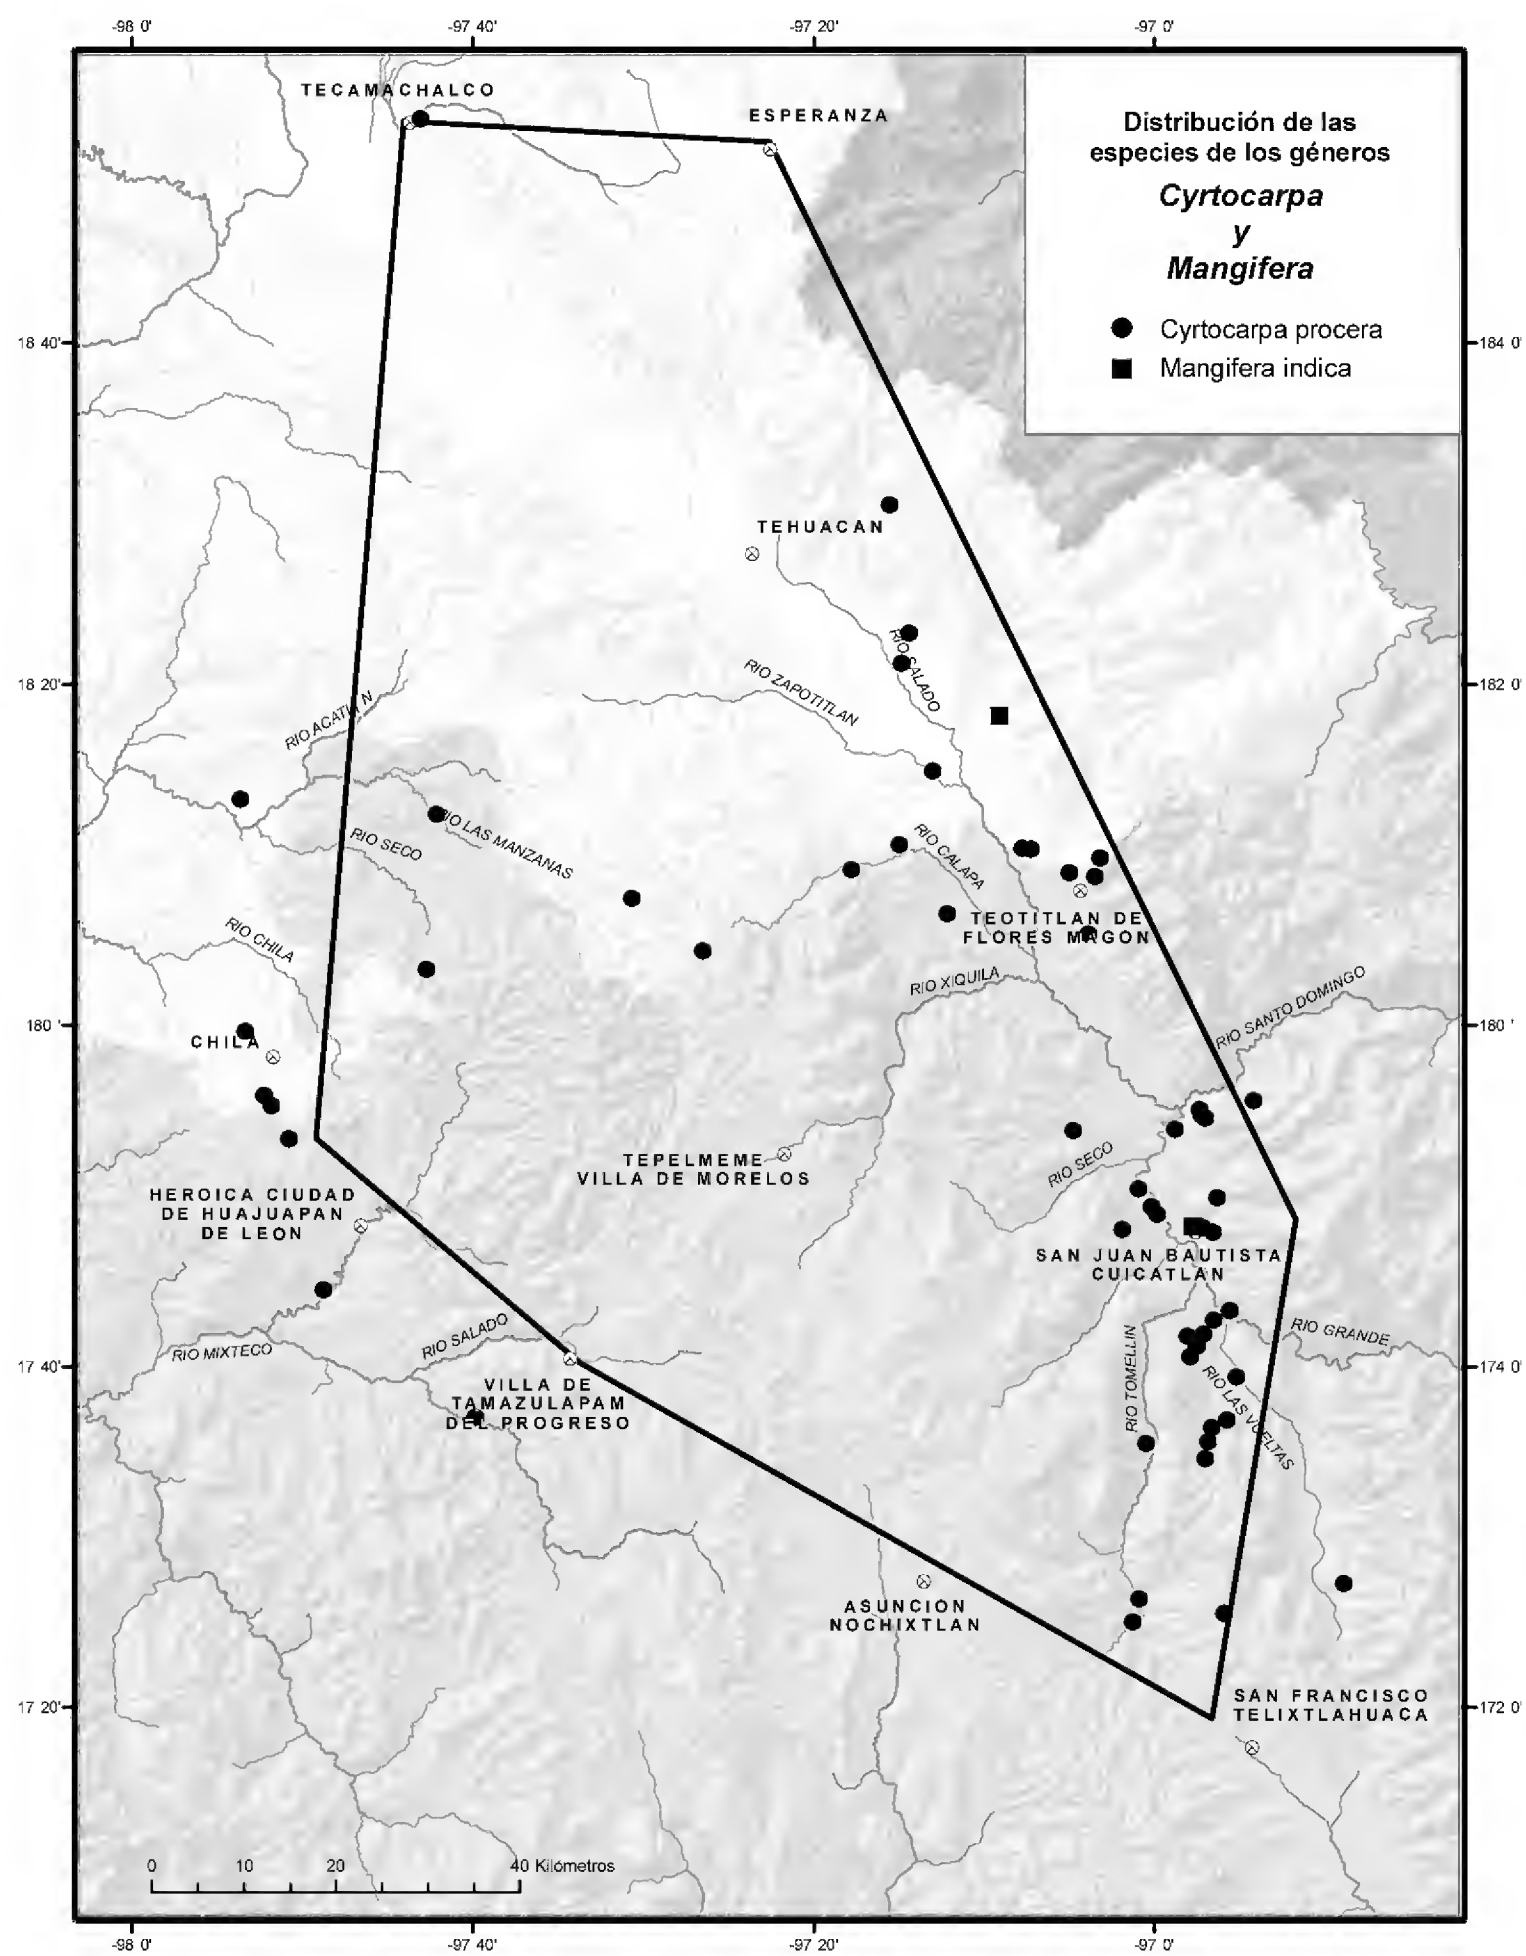 -98 0'
-97 40'
-97 20'
-97 0'
TECAMACHALCO
ESPERANZA
Distribución de las
especies de los géneros
Cyrtocarpa
y
Mangifera
Cyrtocarpa procera
Mangifera indica
18 40'
184 0'
TEHUACAN
RIO SALADO
18 20'
182 0'
RIO ZAPOTITLAN
RIO LAS MANZANAS
RIO SECO
RIO CALAPA
TEOTITLAN DE
FLORES MAGON
RIO CHILA
RIO XIQUILA
RIO SANTO DOMINGO
180 '
180 '
CHILA
TEPELMEME
VILLA DE MORELOS
RIO SECO
HEROICA CIUDAD
DE HUAJUAPAN
DE LEON
SAN JUAN BAUTISTA
CUICATLAN
RIO SALADO
RIO MIXTECO
RIO GRANDE
17 40'
174 0'
RIO TOMELLIN
RIO LAS VUELTAS
VILLA DE
TAMAZULAPAM
DEL PROGRESO
ASUNCION
NOCHIXTLAN
SAN FRANCISCO
TELIXTLAHUACA
17 20'
172 0'
0 10 20 40 Kilómetros
-98 0'
-97 40'
-97 20'
-97 0'